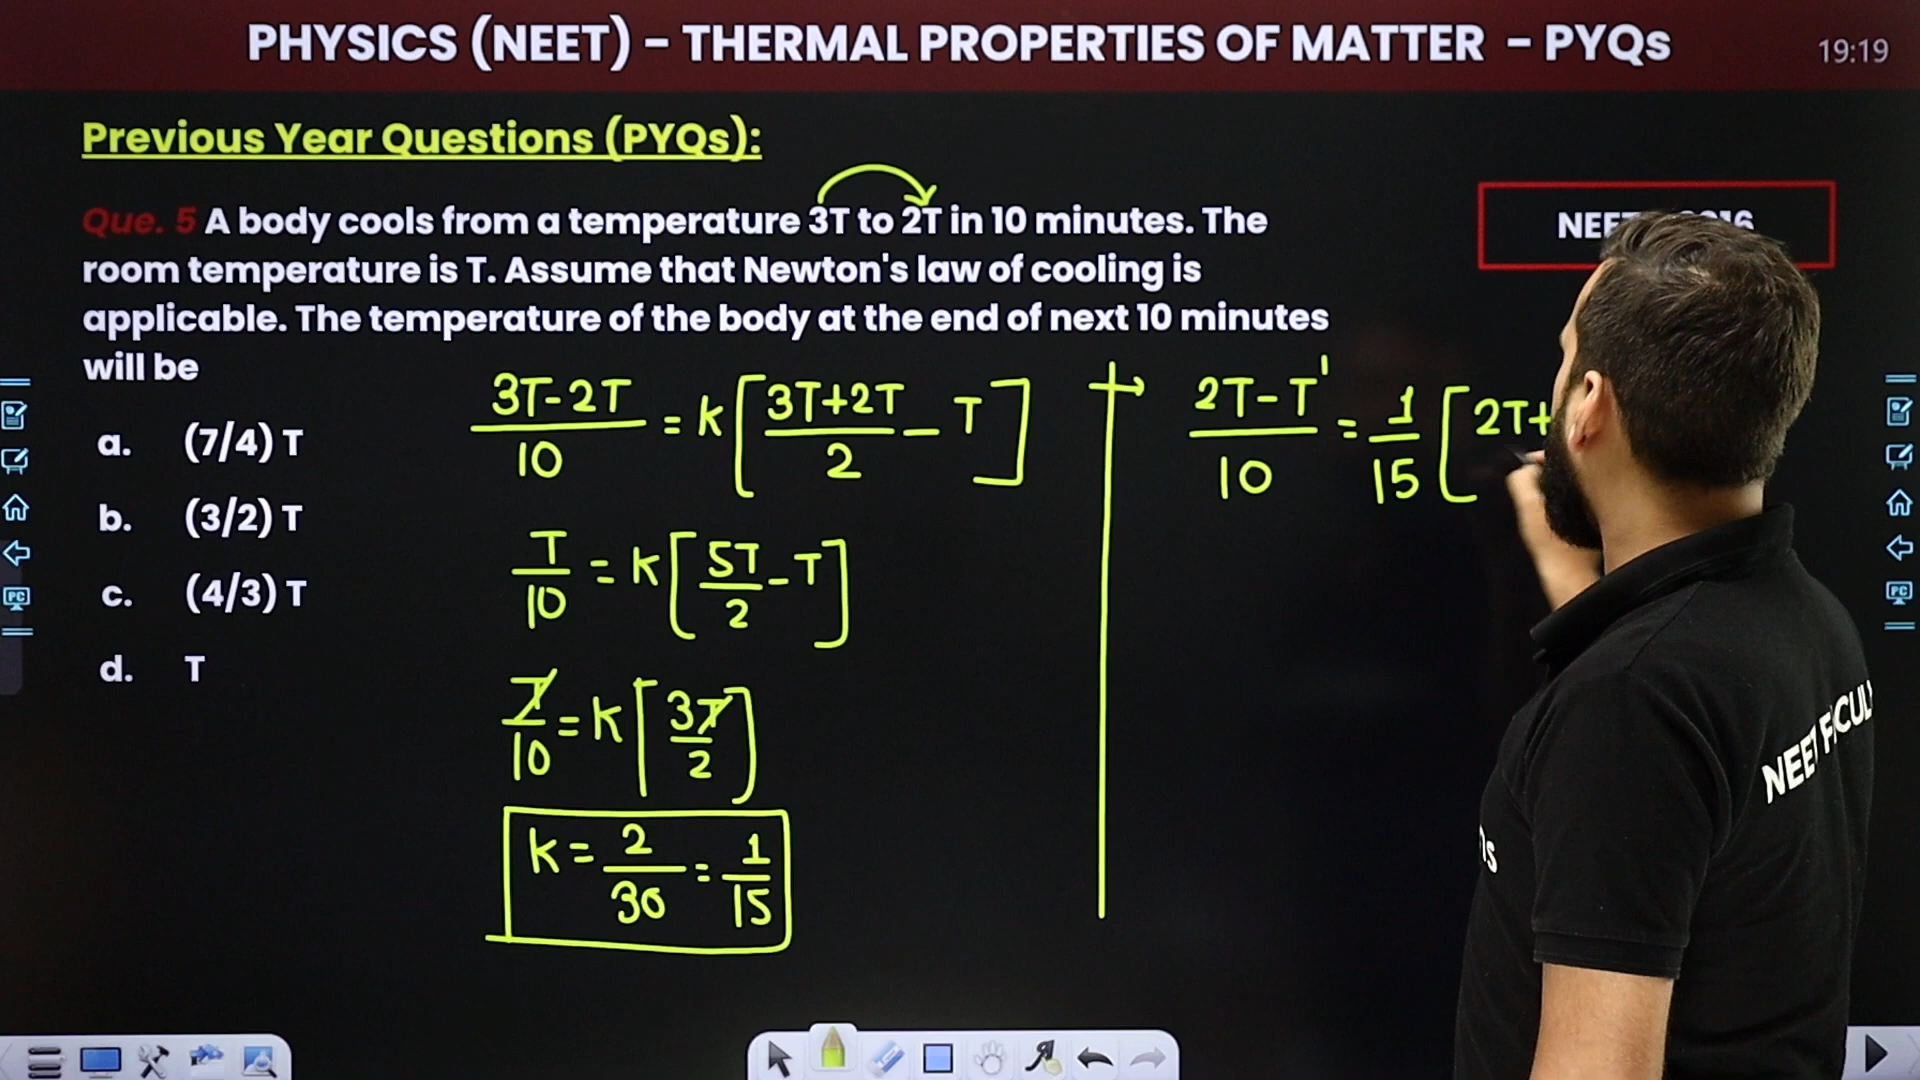 PHYSICS (NEET) - THERMAL PROPERTIES OF MATTER - PYQs
19:19
Previous Year Questions (PYQs):
Que. 5 A body cools from a temperature 3T to 2T in 10 minutes. The
room temperature is T. Assume that Newton's law of cooling is
applicable. The temperature of the body at the end of next 10 minutes
will be
a. (7/4) T
b. (3/2) T
c. (4/3) T
d. T
(3T-2T)/10 = K[(3T+2T)/2 - T]
T/10 = K[5T/2 - T]
T/10 = K[3T/2]
K = 2/30 = 1/15
(2T-T')/10 = 1/15 [2T+
NEET
PC
PC